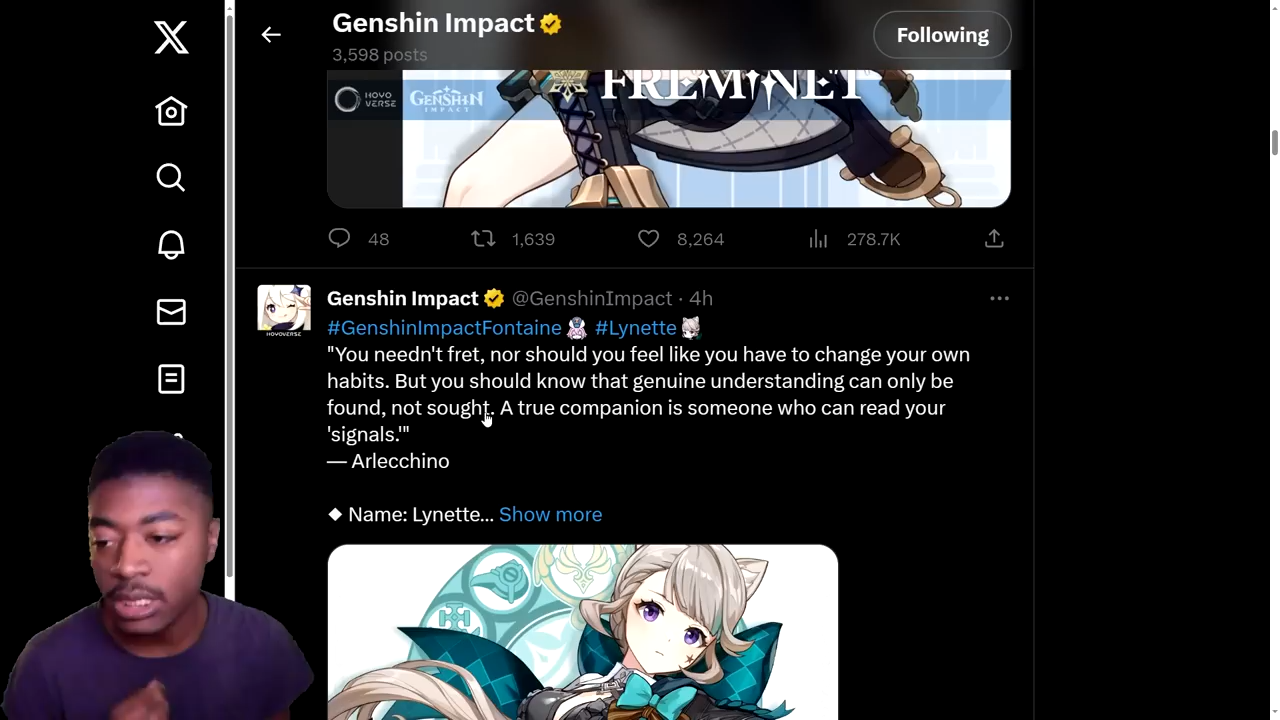 Genshin Impact
3,598 posts
Following
FREMINET
HOYO
VERSE
GENSHIN
IMPACT
48 1,639 8,264 278.7K
Genshin Impact @GenshinImpact · 4h
#GenshinImpactFontaine #Lynette
"You needn't fret, nor should you feel like you have to change your own
habits. But you should know that genuine understanding can only be
found, not sought. A true companion is someone who can read your
'signals.'"
— Arlecchino
◆ Name: Lynette... Show more
HOYOVERSE